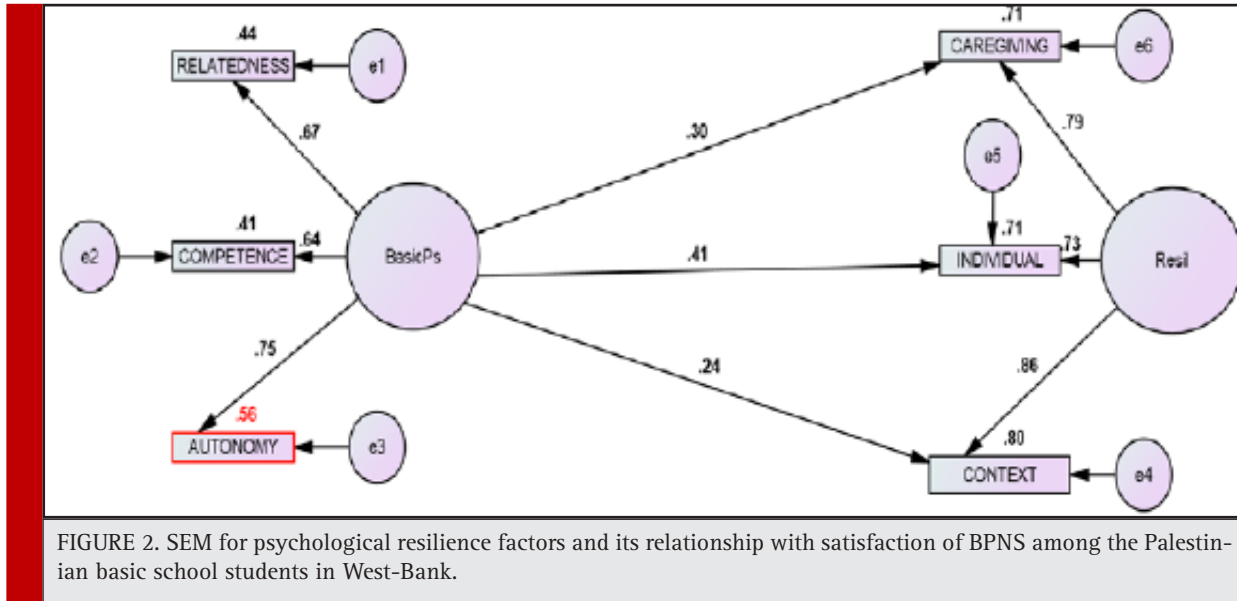 .44
RELATEDNESS
e1
.67
.41
e2
COMPETENCE
.64
BasicPs
.75
.56
AUTONOMY
e3
.30
.41
.24
.71
CAREGIVING
e6
.79
e5
.71
INDIVIDUAL
.73
Resil
.86
.80
CONTEXT
e4
FIGURE 2. SEM for psychological resilience factors and its relationship with satisfaction of BPNS among the Palestin-
ian basic school students in West-Bank.